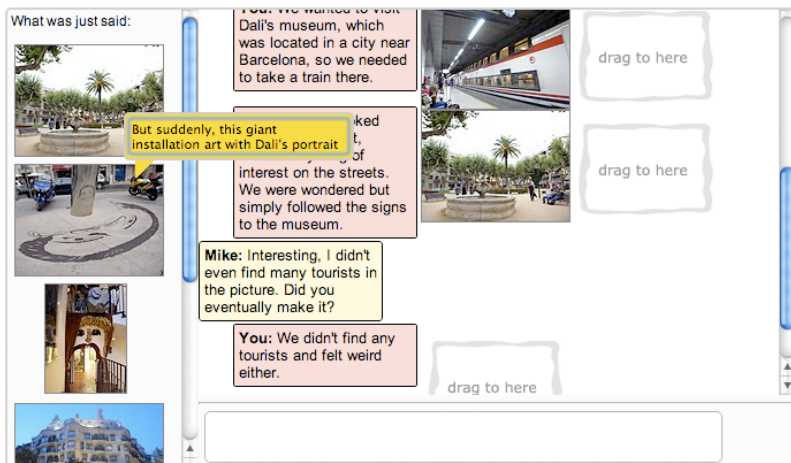 What was just said:
But suddenly, this giant
installation art with Dali's portrait
You: We wanted to visit
Dali's museum, which
was located in a city near
Barcelona, so we needed
to take a train there.
drag to here
of
interest on the streets.
We were wondered but
simply followed the signs
to the museum.
drag to here
Mike: Interesting, I didn't
even find many tourists in
the picture. Did you
eventually make it?
You: We didn't find any
tourists and felt weird
either.
drag to here